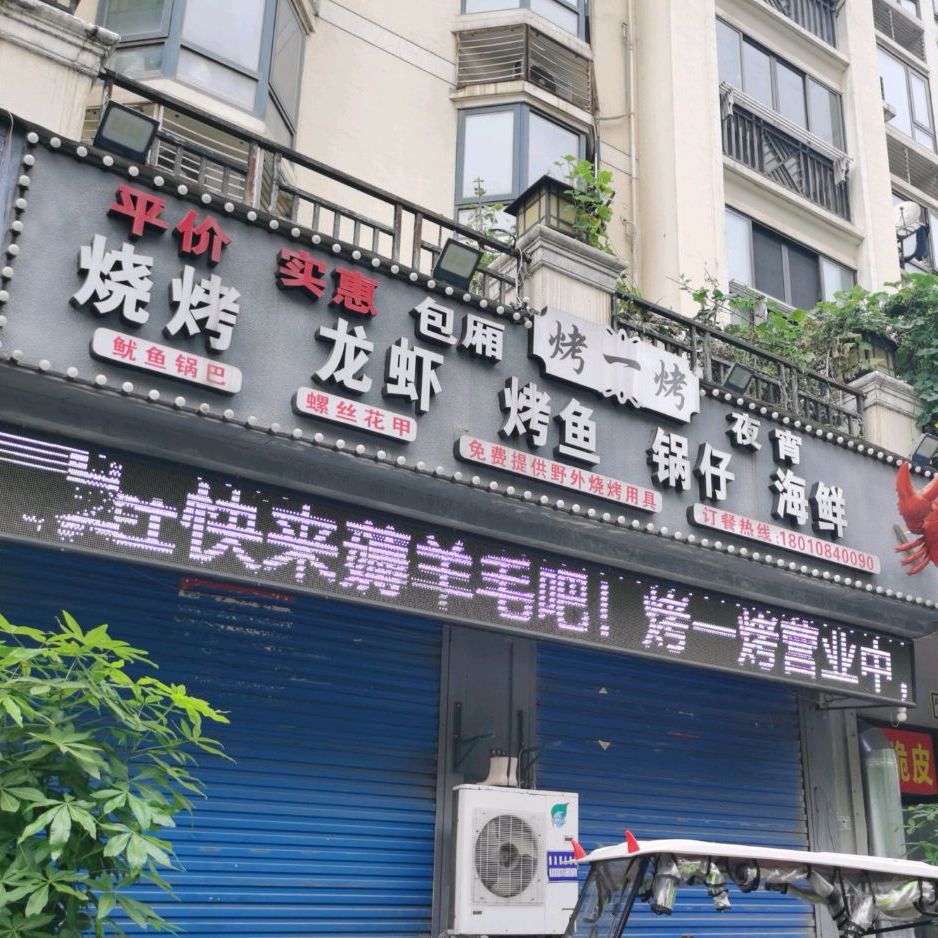 平价 实惠
烧烤
鱿鱼锅巴
龙虾
螺丝花甲
包厢
烤一烤
烤鱼
免费提供野外烧烤用具
锅仔
夜宵
海鲜
订餐热线:18010840090
赶快来薅羊毛吧！烤一烤营业中,
脆皮